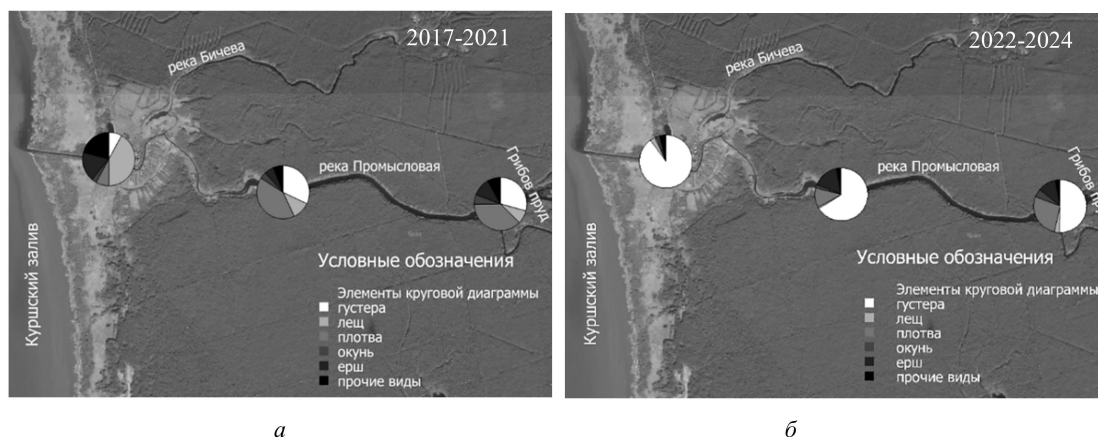 2017-2021
река Бичева
река Промысловая
Грибов пруд
Куршский залив
Условные обозначения
Элементы круговой диаграммы
густера
лещ
плотва
окунь
ерш
прочие виды
а
2022-2024
река Бичева
река Промысловая
Грибов пру
Куршский залив
Условные обозначения
Элементы круговой диаграммы
густера
лещ
плотва
окунь
ерш
прочие виды
б